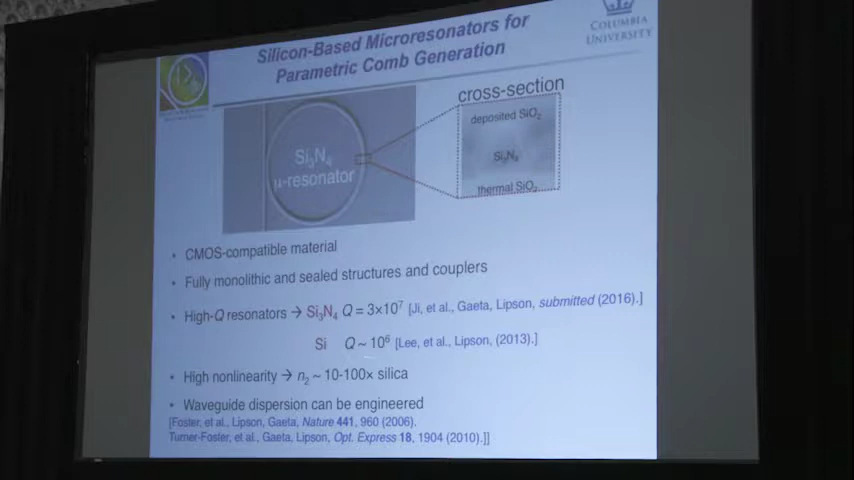 Silicon-Based Microresonators for
Parametric Comb Generation
COLUMBIA
UNIVERSITY
cross-section
deposited SiO₂
Si₃N₄
thermal SiO₂
Si₃N₄
μ-resonator
• CMOS-compatible material
• Fully monolithic and sealed structures and couplers
• High-Q resonators → Si₃N₄ Q = 3×10⁷ [Ji, et al., Gaeta, Lipson, submitted (2016).]
Si Q ~ 10⁶ [Lee, et al., Lipson, (2013).]
• High nonlinearity → n₂ ~ 10-100× silica
• Waveguide dispersion can be engineered
[Foster, et al., Lipson, Gaeta, Nature 441, 960 (2006).
Turner-Foster, et al., Gaeta, Lipson, Opt. Express 18, 1904 (2010).]]